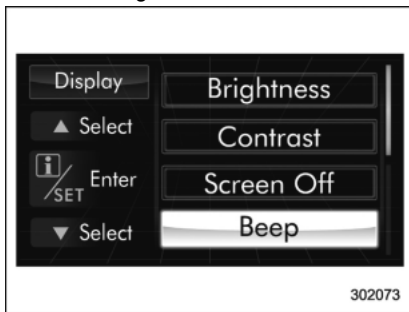 Display
▲ Select
i/SET Enter
▼ Select
Brightness
Contrast
Screen Off
Beep
302073